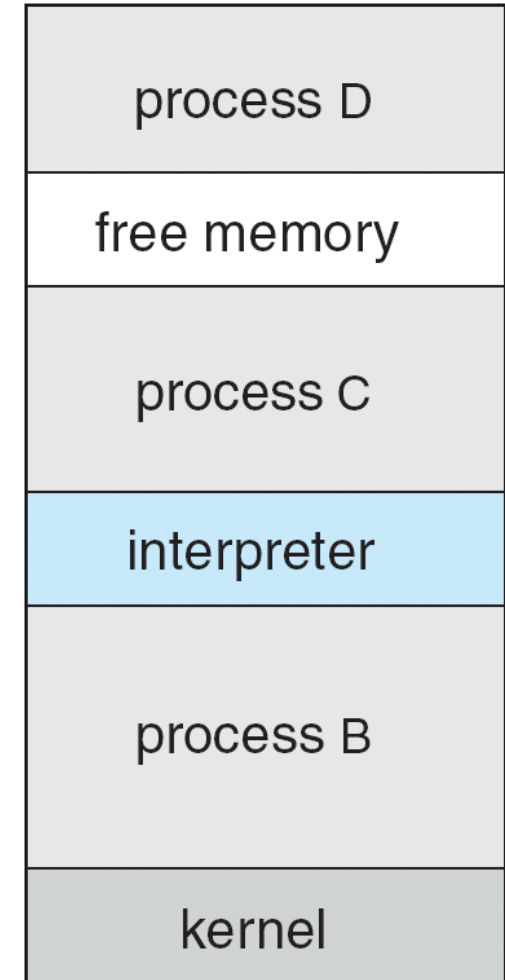 process D
free memory
process C
interpreter
process B
kernel